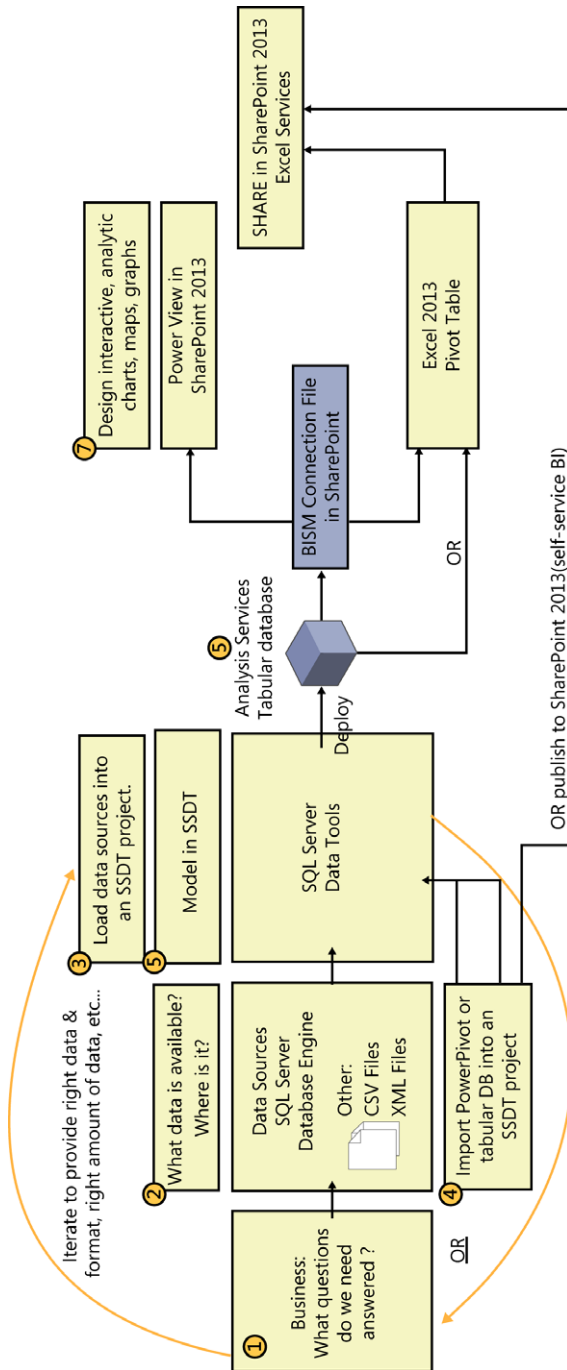 Iterate to provide right data &
format, right amount of data, etc...
1
Business:
What questions
do we need
answered ?
OR
2
What data is available?
Where is it?
Data Sources
SQL Server
Database Engine
Other:
CSV Files
XML Files
4
Import PowerPivot or
tabular DB into an
SSDT project
3
Load data sources into
an SSDT project.
5
Model in SSDT
SQL Server
Data Tools
Deploy
5
Analysis Services
Tabular database
OR
BISM Connection File
in SharePoint
7
Design interactive, analytic
charts, maps, graphs
Power View in
SharePoint 2013
Excel 2013
Pivot Table
SHARE in SharePoint 2013
Excel Services
OR publish to SharePoint 2013(self-service BI)